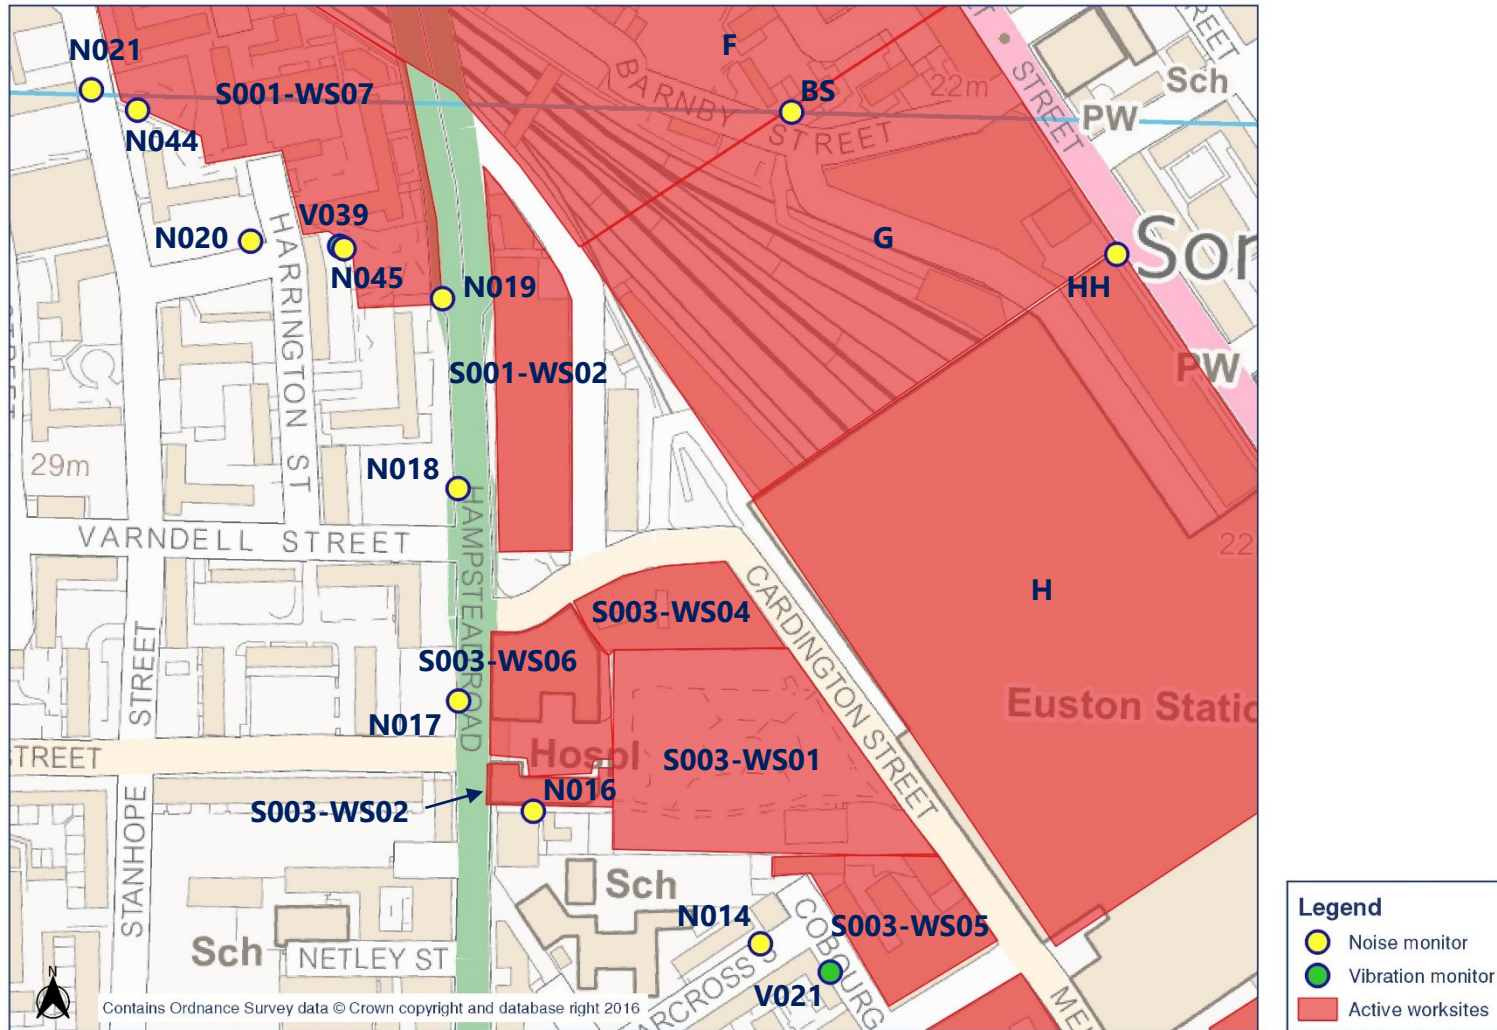 N021
F
BS
Sch
S001-WS07
BARNBY STREET
22m
STREET
STREET
PW
N044
V039
N020
N045
HARRINGTON ST
G
HH
N019
PW
S001-WS02
29m
N018
VARNDELL STREET
HAMPSTEAD ROAD
22
CARDINGTON STREET
H
S003-WS04
S003-WS06
STANHOPE STREET
N017
STREET
Hospl
S003-WS01
Euston Static
N016
S003-WS02
Sch
N014
S003-WS05
COBOURG
Sch
NETLEY ST
V021
Legend
Noise monitor
Vibration monitor
Active worksites
N
Contains Ordnance Survey data © Crown copyright and database right 2016